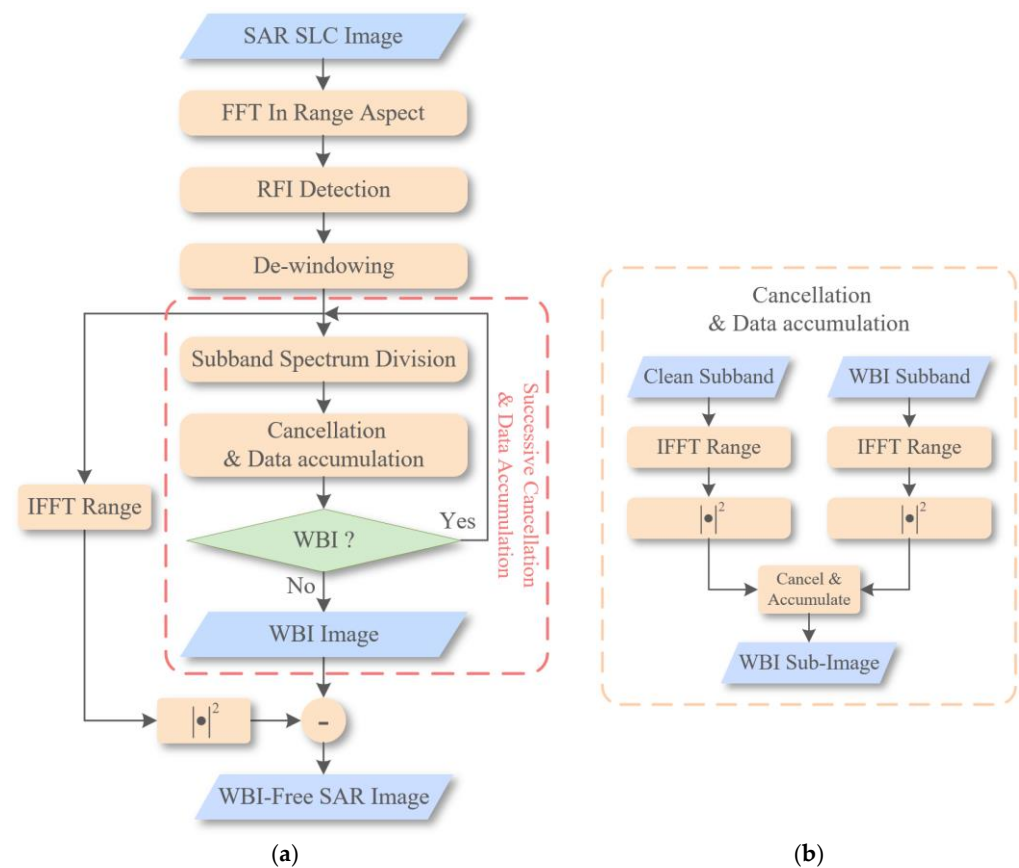 SAR SLC Image
FFT In Range Aspect
RFI Detection
De-windowing
Subband Spectrum Division
Cancellation
& Data accumulation
WBI ?
Yes
No
WBI Image
Successive Cancellation
& Data Accumulation
IFFT Range
|•|²
-
WBI-Free SAR Image
(a)
Cancellation
& Data accumulation
Clean Subband
WBI Subband
IFFT Range
IFFT Range
|•|²
|•|²
Cancel &
Accumulate
WBI Sub-Image
(b)